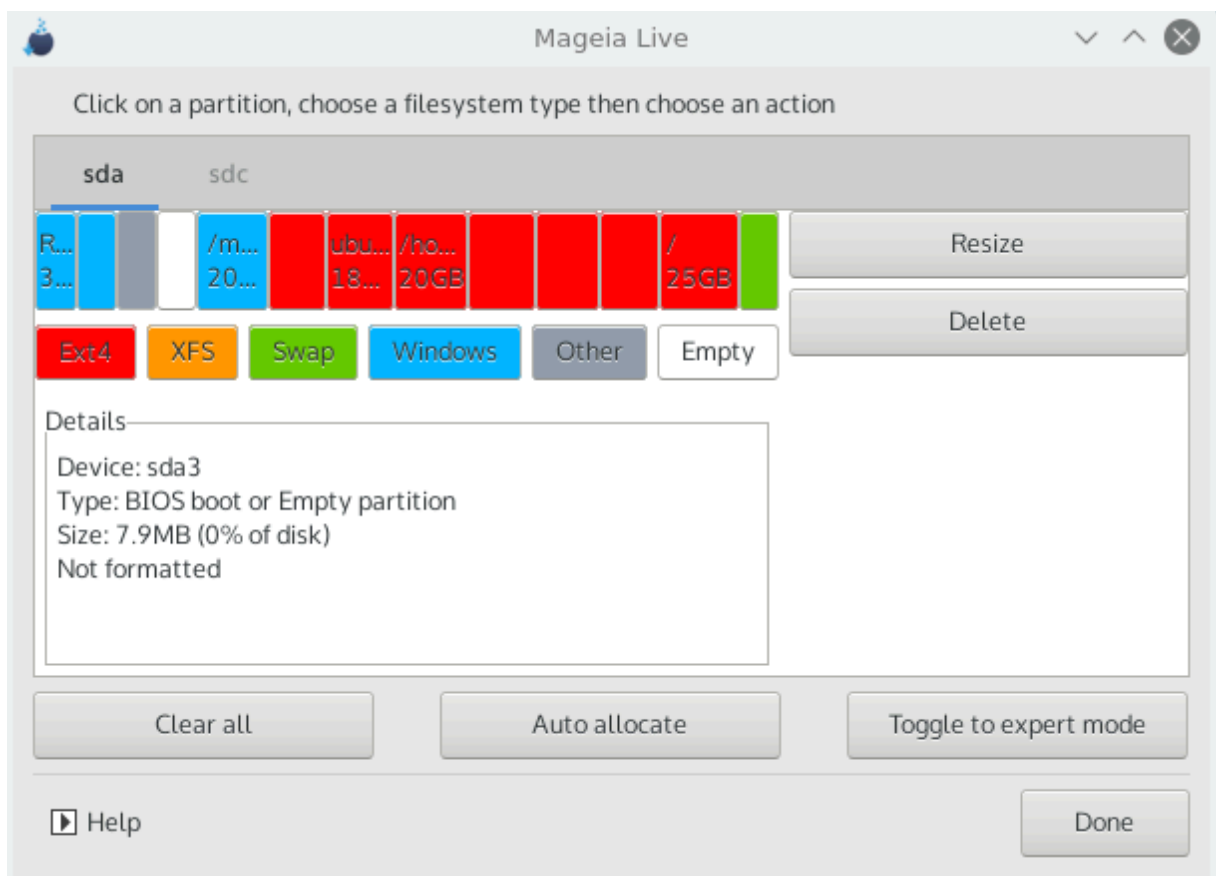 Mageia Live
Click on a partition, choose a filesystem type then choose an action
sda sdc
R... /m... ubu... /ho... /
3... 20... 18... 20GB 25GB
Resize
Delete
Ext4 XFS Swap Windows Other Empty
Details
Device: sda3
Type: BIOS boot or Empty partition
Size: 7.9MB (0% of disk)
Not formatted
Clear all Auto allocate Toggle to expert mode
Help Done